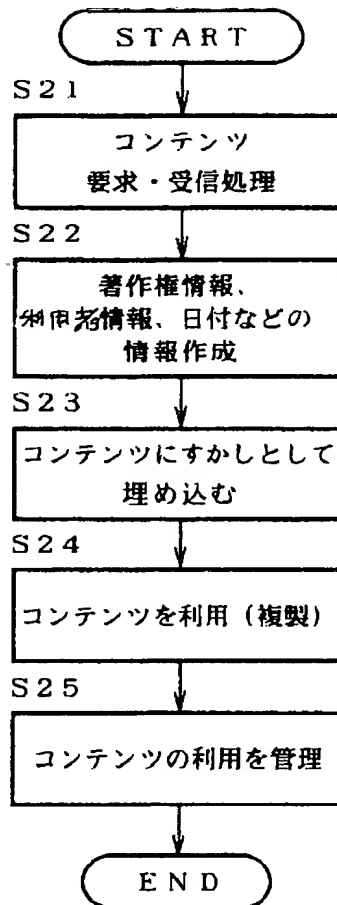 START
S21
コンテンツ
要求・受信処理
S22
著作権情報、
利用者情報、日付などの
情報作成
S23
コンテンツにすかしとして
埋め込む
S24
コンテンツを利用（複製）
S25
コンテンツの利用を管理
END